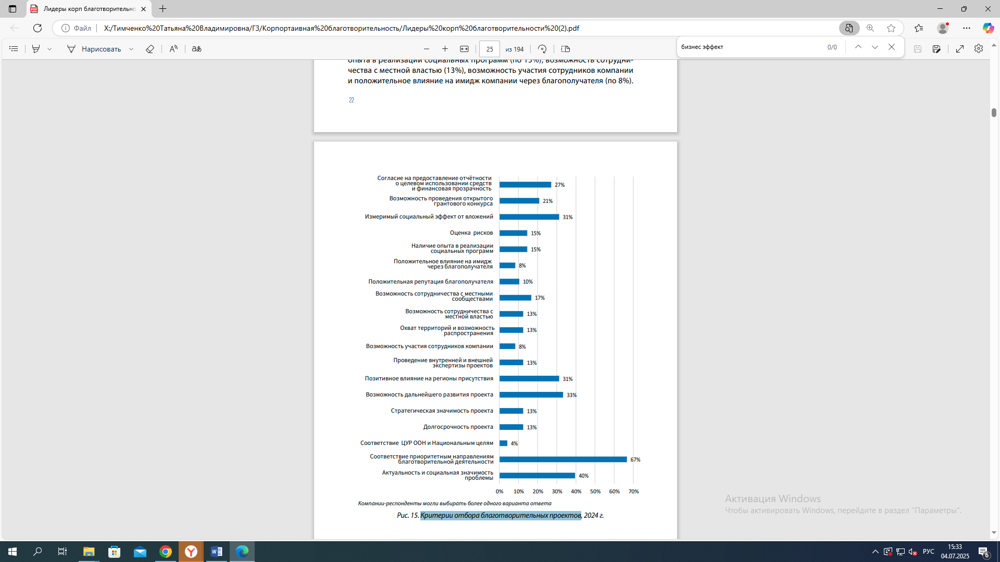 Лидеры корп благотворительно
Файл
X:/Тимченко%20Татьяна%20Владимировна/ГЗ/Корпортаивная%20благотворительность/Лидеры%20корп%20благотворительности%20(2).pdf
Нарисовать
25
из 194
бизнес эффект
0/0
опыта в реализации социальных программ (по 15%), возможность сотрудни-
чества с местной властью (13%), возможность участия сотрудников компании
и положительное влияние на имидж компании через благополучателя (по 8%).
22
Согласие на предоставление отчётности
о целевом использовании средств
и финансовая прозрачность
27%
Возможность проведения открытого
грантового конкурса
21%
Измеримый социальный эффект от вложений
31%
Оценка рисков
15%
Наличие опыта в реализации
социальных программ
15%
Положительное влияние на имидж
через благополучателя
8%
Положительная репутация благополучателя
10%
Возможность сотрудничества с местными
сообществами
17%
Возможность сотрудничества с
местной властью
13%
Охват территорий и возможность
распространения
13%
Возможность участия сотрудников компании
8%
Проведение внутренней и внешней
экспертизы проектов
13%
Позитивное влияние на регионы присутствия
31%
Возможность дальнейшего развития проекта
33%
Стратегическая значимость проекта
13%
Долгосрочность проекта
13%
Соответствие ЦУР ООН и Национальным целям
4%
Соответствие приоритетным направлениям
благотворительной деятельности
67%
Актуальность и социальная значимость
проблемы
40%
0% 10% 20% 30% 40% 50% 60% 70%
Компании-респонденты могли выбирать более одного варианта ответа
Рис. 15. Критерии отбора благотворительных проектов, 2024 г.
Активация Windows
Чтобы активировать Windows, перейдите в раздел "Параметры".
РУС
15:33
04.07.2025
6